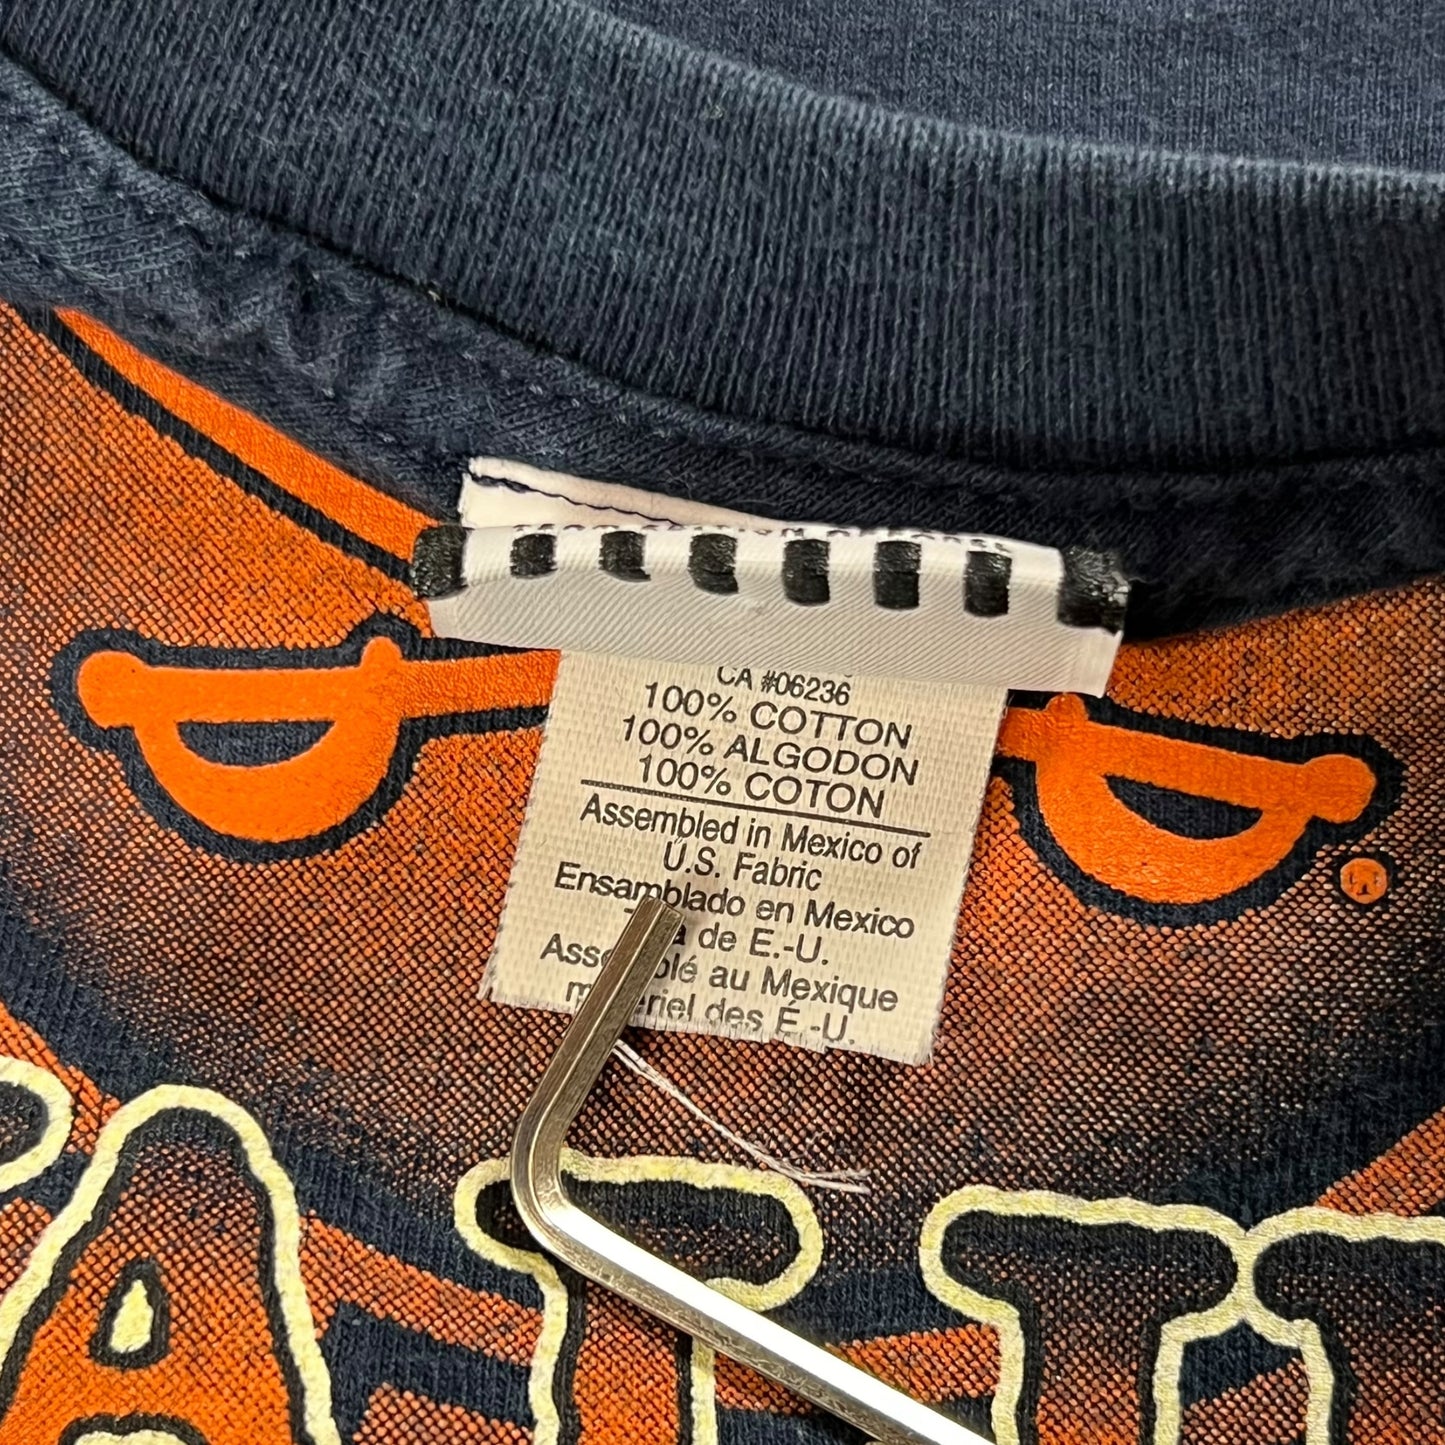 CA #06236
100% COTTON
100% ALGODON
100% COTON
Assembled in Mexico of
U.S. Fabric
Ensamblado en Mexico
de E.-U.
au Mexique
des É.-U.